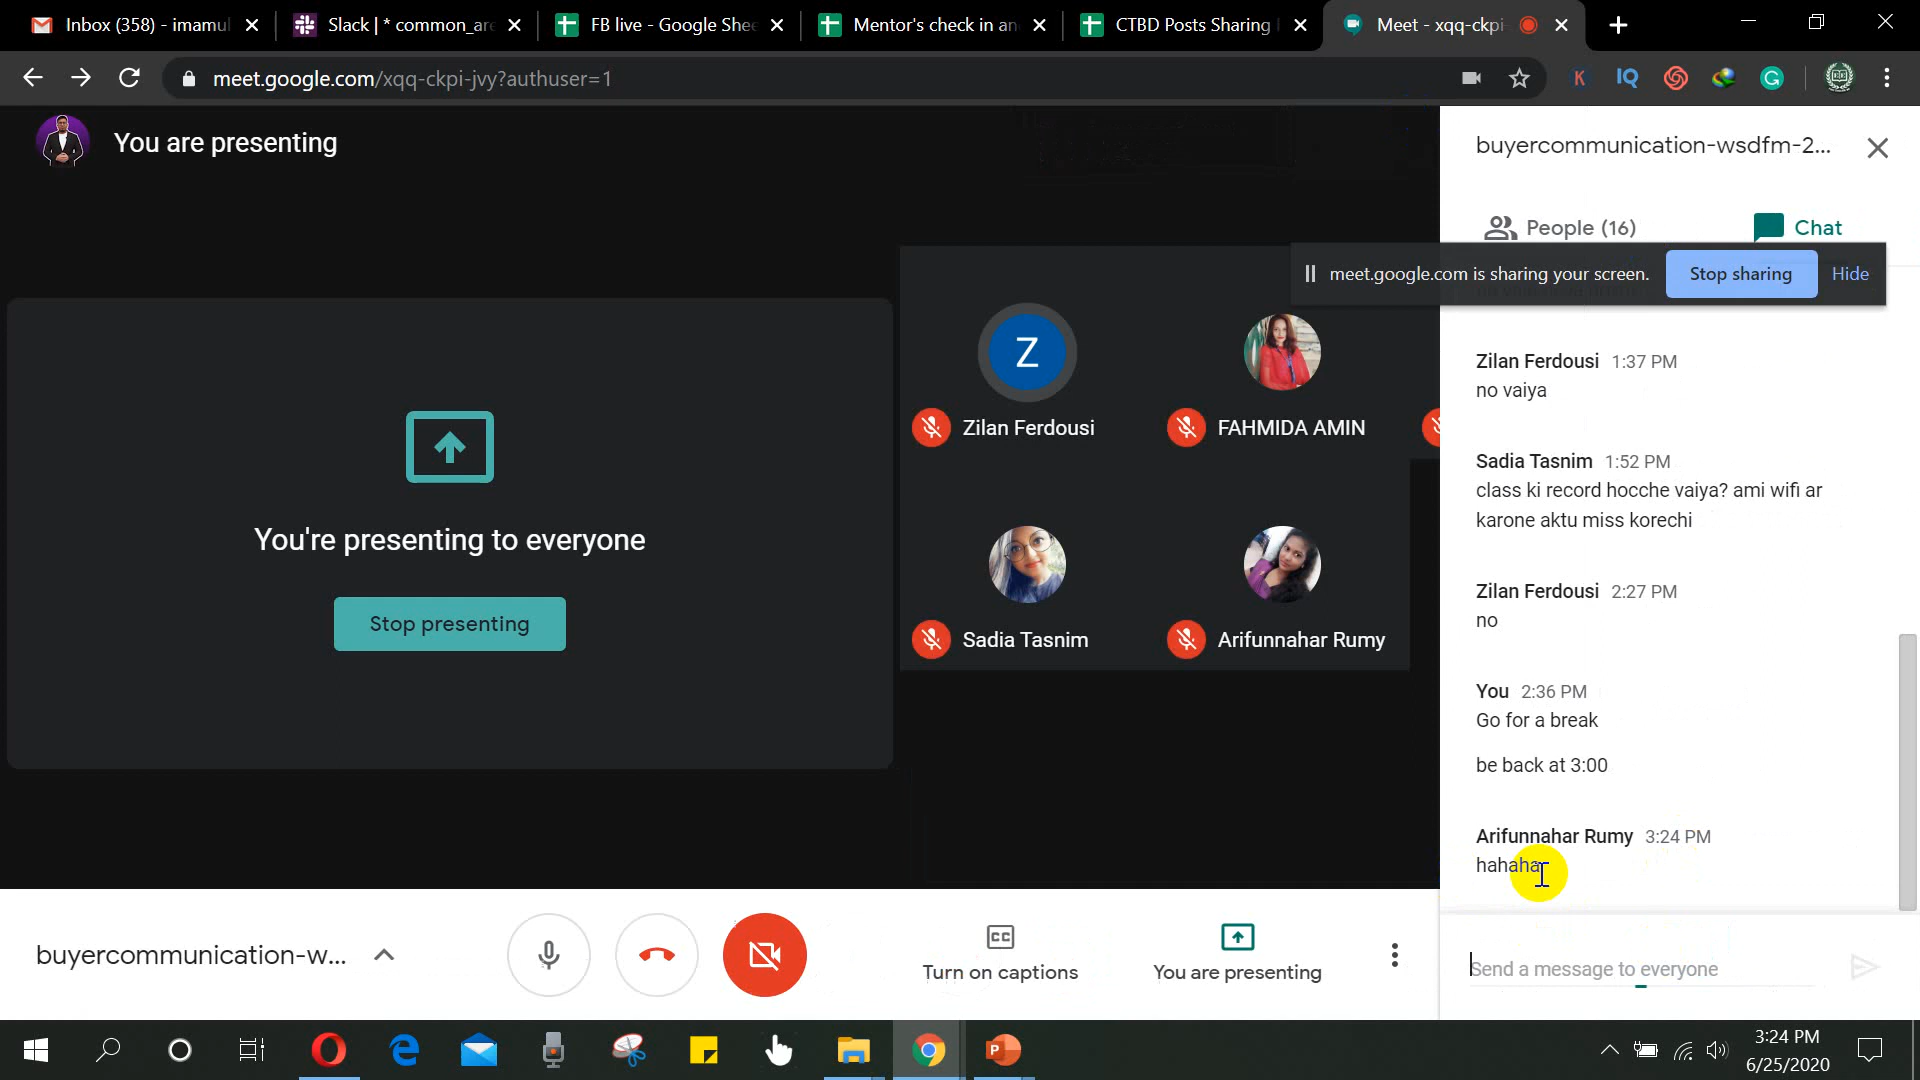 Inbox (358) - imamul
Slack | * common_are
FB live - Google Shee
Mentor's check in an
CTBD Posts Sharing
Meet - xqq-ckpi-
meet.google.com/xqq-ckpi-jvy?authuser=1
You are presenting
buyercommunication-wsdfm-2...
People (16)
Chat
meet.google.com is sharing your screen.
Stop sharing
Hide
You're presenting to everyone
Stop presenting
Z
Zilan Ferdousi
FAHMIDA AMIN
Sadia Tasnim
Arifunnahar Rumy
Zilan Ferdousi 1:37 PM
no vaiya
Sadia Tasnim 1:52 PM
class ki record hocche vaiya? ami wifi ar
karone aktu miss korechi
Zilan Ferdousi 2:27 PM
no
You 2:36 PM
Go for a break
be back at 3:00
Arifunnahar Rumy 3:24 PM
hahaha
Send a message to everyone
buyercommunication-w...
Turn on captions
You are presenting
3:24 PM
6/25/2020